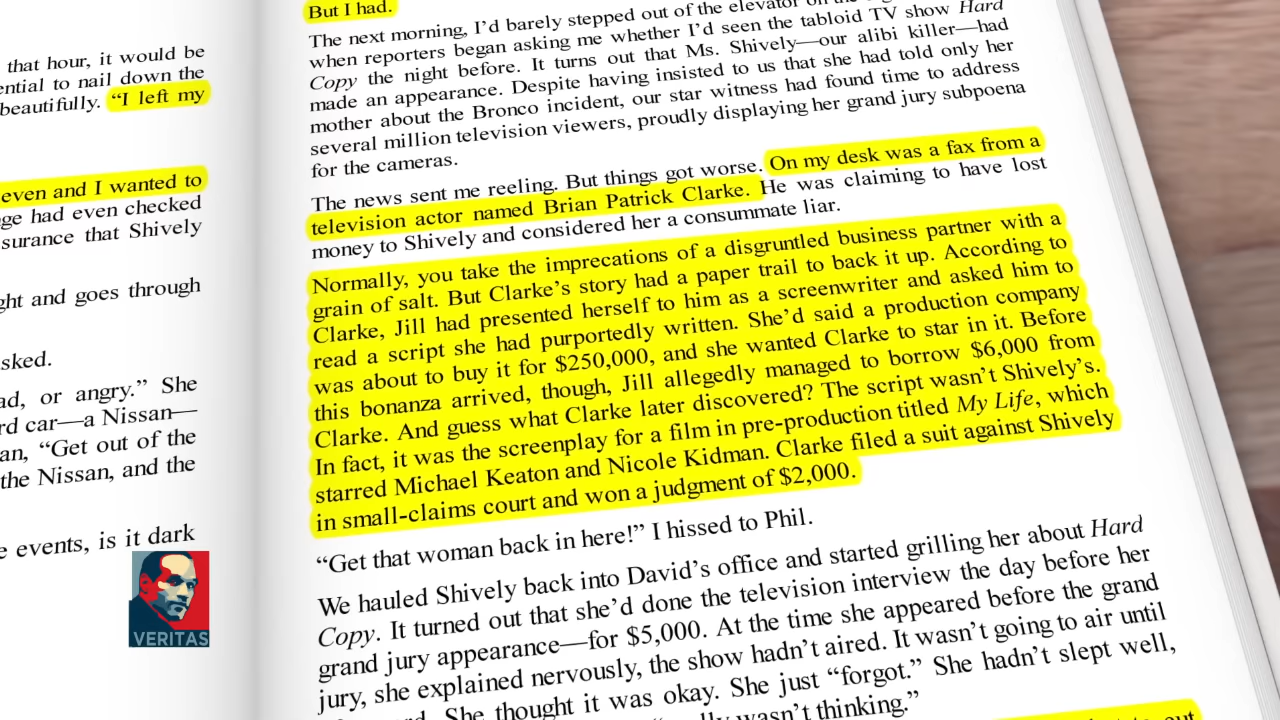 that hour, it would be
ential to nail down the
beautifully. “I left my
even and I wanted to
ge had even checked
surance that Shively
ght and goes through
sked.
ad, or angry.” She
rd car—a Nissan—
an, “Get out of the
the Nissan, and the
e events, is it dark
VERITAS
But I had.
The next morning, I’d barely stepped out of the elevator on the
when reporters began asking me whether I’d seen the tabloid TV show Hard
Copy the night before. It turns out that Ms. Shively—our alibi killer—had
made an appearance. Despite having insisted to us that she had told only her
mother about the Bronco incident, our star witness had found time to address
several million television viewers, proudly displaying her grand jury subpoena
for the cameras.
The news sent me reeling. But things got worse. On my desk was a fax from a
television actor named Brian Patrick Clarke. He was claiming to have lost
money to Shively and considered her a consummate liar.
Normally, you take the imprecations of a disgruntled business partner with a
grain of salt. But Clarke’s story had a paper trail to back it up. According to
Clarke, Jill had presented herself to him as a screenwriter and asked him to
read a script she had purportedly written. She’d said a production company
was about to buy it for $250,000, and she wanted Clarke to star in it. Before
this bonanza arrived, though, Jill allegedly managed to borrow $6,000 from
Clarke. And guess what Clarke later discovered? The script wasn’t Shively’s.
In fact, it was the screenplay for a film in pre-production titled My Life, which
starred Michael Keaton and Nicole Kidman. Clarke filed a suit against Shively
in small-claims court and won a judgment of $2,000.
“Get that woman back in here!” I hissed to Phil.
We hauled Shively back into David’s office and started grilling her about Hard
Copy. It turned out that she’d done the television interview the day before her
grand jury appearance—for $5,000. At the time she appeared before the grand
jury, she explained nervously, the show hadn’t aired. It wasn’t going to air until
She thought it was okay. She just “forgot.” She hadn’t slept well,
wasn’t thinking.”